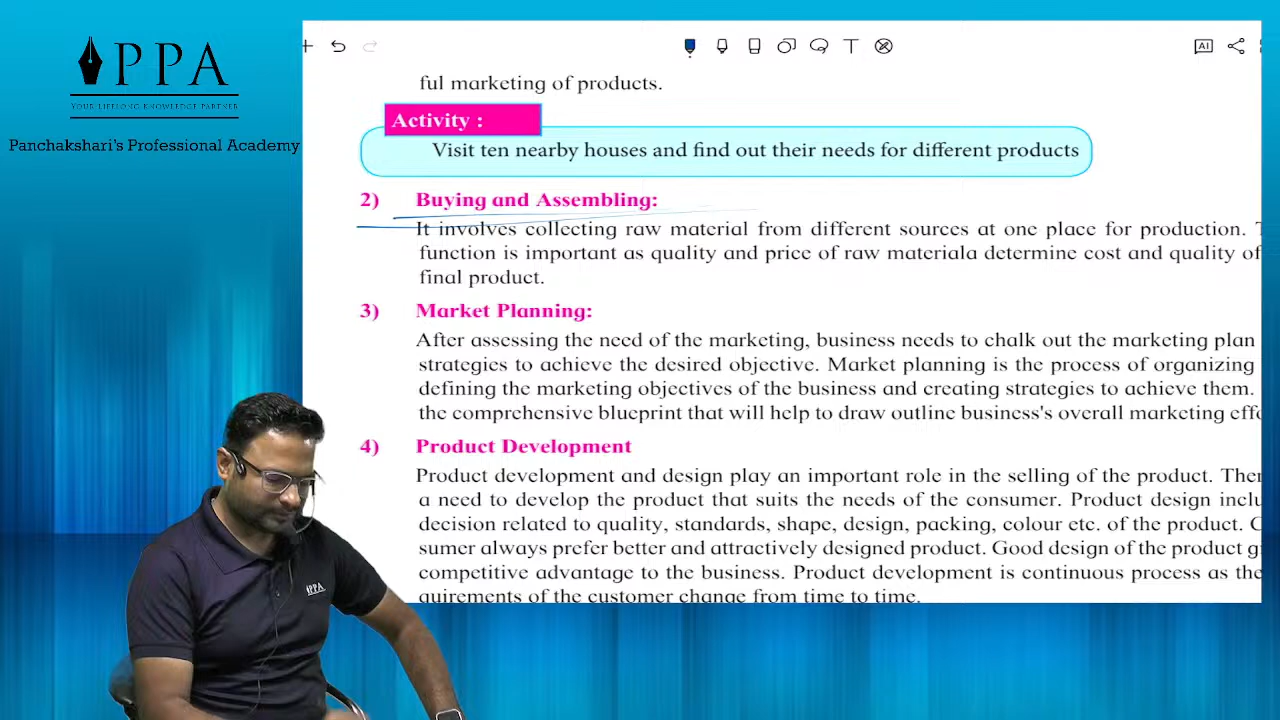 PPA
YOUR LIFELONG KNOWLEDGE PARTNER
Panchakshari's Professional Academy
AI
T
ful marketing of products.
Activity :
Visit ten nearby houses and find out their needs for different products
2) Buying and Assembling:
It involves collecting raw material from different sources at one place for production.
function is important as quality and price of raw materiala determine cost and quality of
final product.
3) Market Planning:
After assessing the need of the marketing, business needs to chalk out the marketing plan
strategies to achieve the desired objective. Market planning is the process of organizing
defining the marketing objectives of the business and creating strategies to achieve them.
the comprehensive blueprint that will help to draw outline business's overall marketing
4) Product Development
Product development and design play an important role in the selling of the product.
a need to develop the product that suits the needs of the consumer. Product design
decision related to quality, standards, shape, design, packing, colour etc. of the product.
sumer always prefer better and attractively designed product. Good design of the product
competitive advantage to the business. Product development is continuous process as
quirements of the customer change from time to time.
PPA